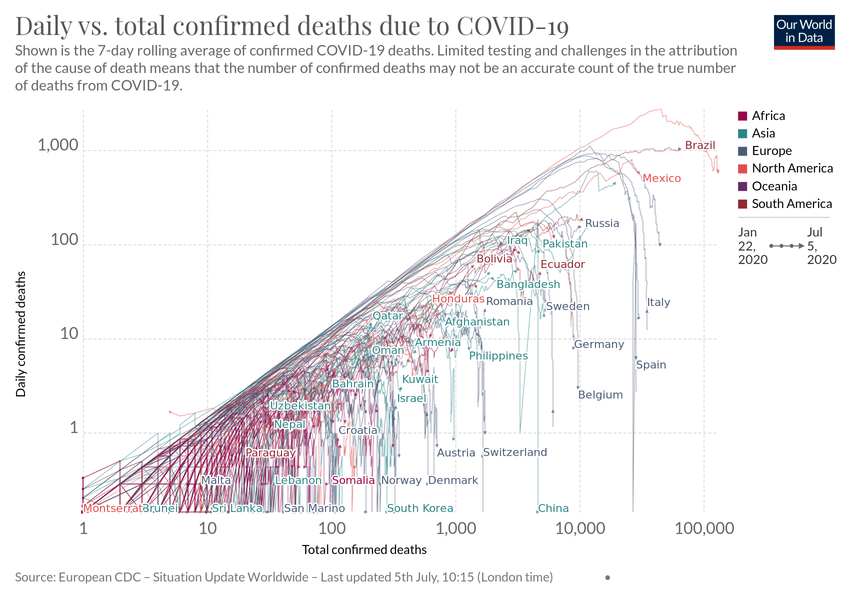 Daily vs. total confirmed deaths due to COVID-19
Our World
in Data
Shown is the 7-day rolling average of confirmed COVID-19 deaths. Limited testing and challenges in the attribution
of the cause of death means that the number of confirmed deaths may not be an accurate count of the true number
of deaths from COVID-19.
Africa
Asia
Europe
North America
Oceania
South America
Jan
22,
2020
Jul
5,
2020
1,000
100
10
1
Daily confirmed deaths
Brazil
Mexico
Russia
Iraq
Pakistan
Bolivia
Ecuador
Bangladesh
Honduras
Romania
Sweden
Italy
Qatar
Afghanistan
Oman
Armenia
Germany
Philippines
Spain
Bahrain
Kuwait
Israel
Belgium
Uzbekistan
Nepal
Croatia
Paraguay
Austria
Switzerland
Malta
Lebanon
Somalia
Norway
Denmark
Montserrat
Brunei
Sri Lanka
San Marino
South Korea
China
1
10
100
1,000
10,000
100,000
Total confirmed deaths
Source: European CDC – Situation Update Worldwide – Last updated 5th July, 10:15 (London time)